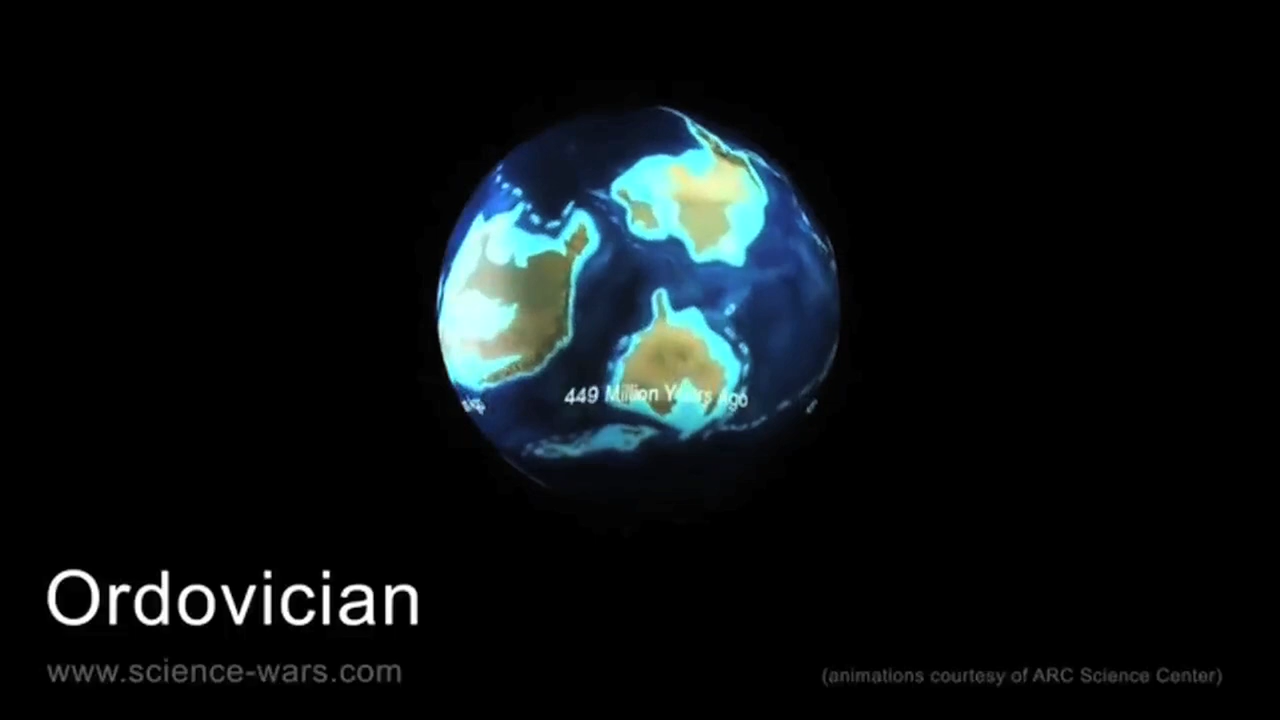 449 Million Years Ago
Ordovician
www.science-wars.com
(animations courtesy of ARC Science Center)